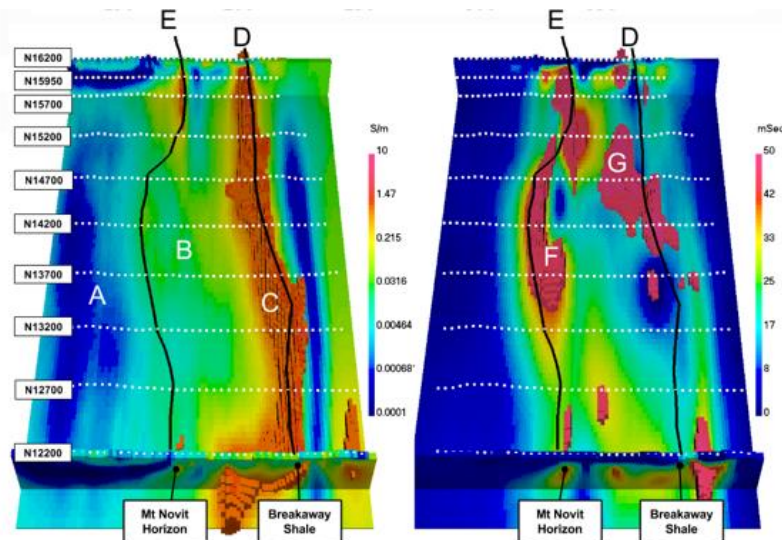 E
D
E
D
N16200
N15950
N15700
N15200
N14700
N14200
N13700
N13200
N12700
N12200
S/m
10
1.47
0.215
0.0316
0.00464
0.00068
0.0001
A
B
C
mSec
50
42
33
25
17
8
0
G
F
Mt Novit
Horizon
Breakaway
Shale
Mt Novit
Horizon
Breakaway
Shale